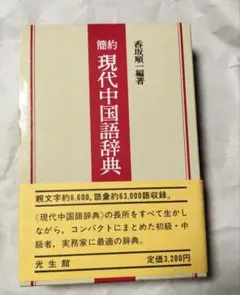 香坂順一編著
簡約
現代中国語辞典
親文字約6,600,語彙約63,000語収録。
《現代中国語辞典》の長所をすべて生かし
ながら，コンパクトにまとめた初級・中
級者，実務家に最適の辞典。
光生館
定価3,200円